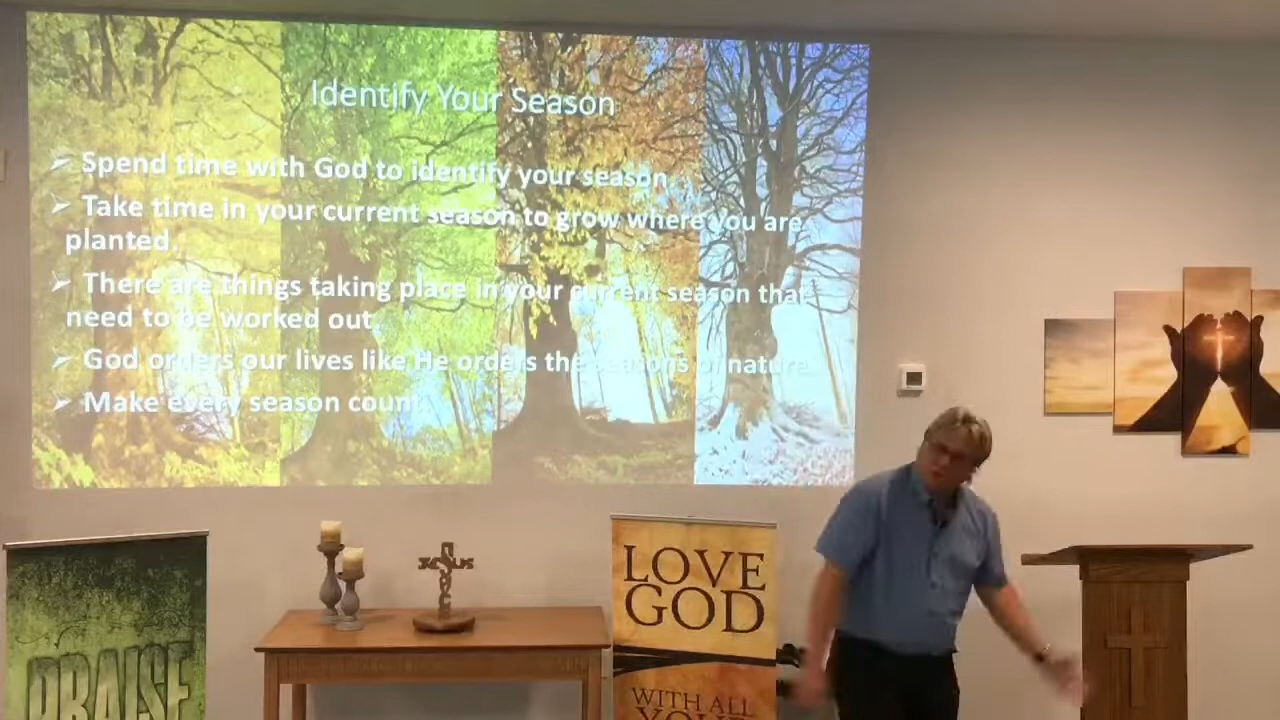 Identify Your Season
➢ Spend time with God to identify your season.
➢ Take time in your current season to grow where you are
planted.
➢ There are things taking place in your current season that
need to be worked out.
➢ God orders our lives like He orders the seasons of nature.
➢ Make every season count.
PRAISE
JESUS
LOVE
GOD
WITH ALL
YOUR